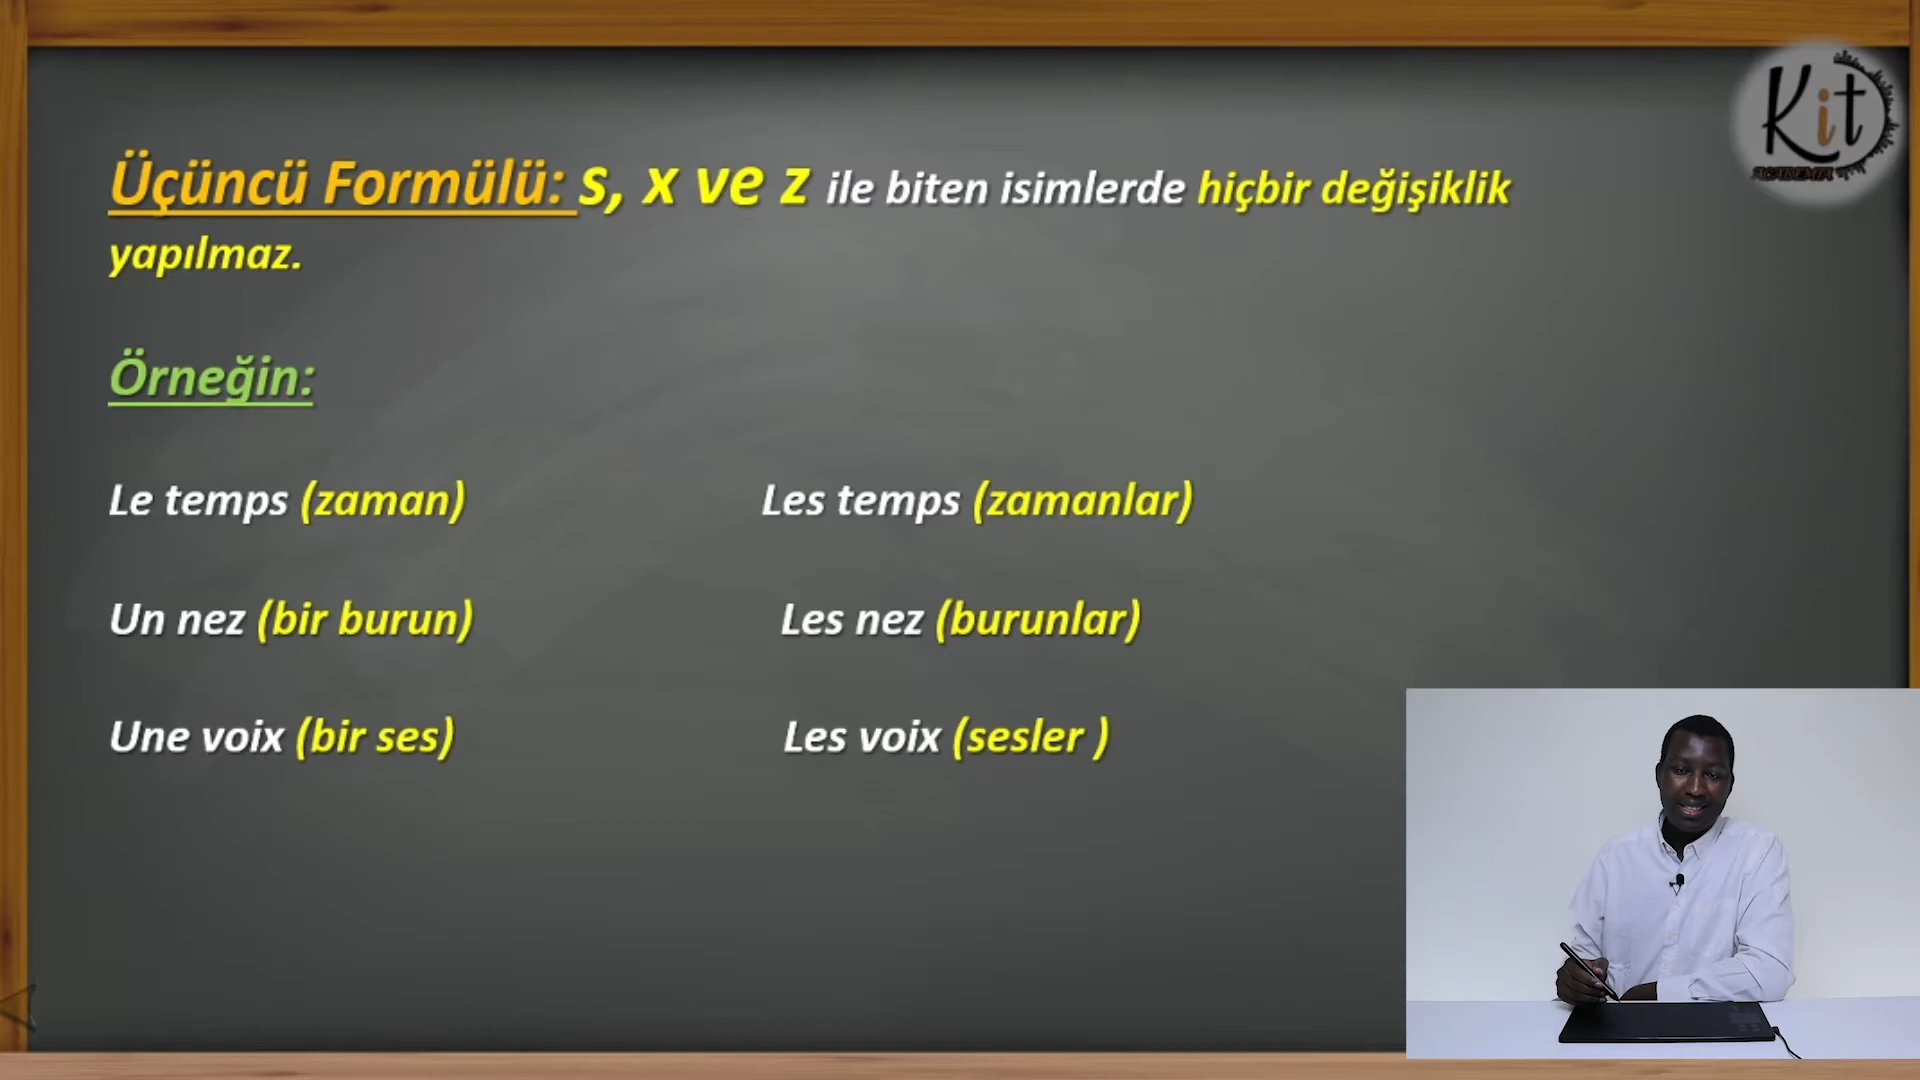 Kit
ACADEMIA
Üçüncü Formülü: s, x ve z ile biten isimlerde hiçbir değişiklik
yapılmaz.
Örneğin:
Le temps (zaman) Les temps (zamanlar)
Un nez (bir burun) Les nez (burunlar)
Une voix (bir ses) Les voix (sesler )